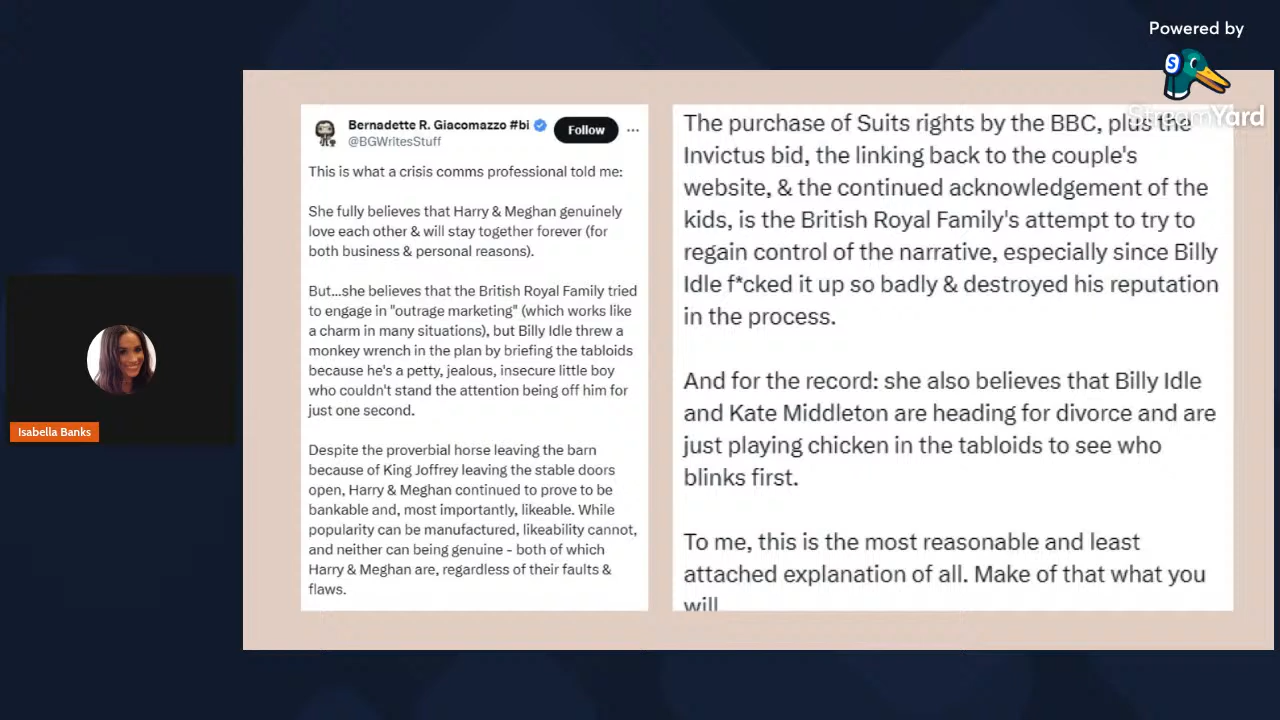 Powered by
S
StreamYard
Bernadette R. Giacomazzo #bi
@BGWritesStuff
Follow
...
This is what a crisis comms professional told me:
She fully believes that Harry & Meghan genuinely
love each other & will stay together forever (for
both business & personal reasons).
But...she believes that the British Royal Family tried
to engage in "outrage marketing" (which works like
a charm in many situations), but Billy Idle threw a
monkey wrench in the plan by briefing the tabloids
because he's a petty, jealous, insecure little boy
who couldn't stand the attention being off him for
just one second.
Despite the proverbial horse leaving the barn
because of King Joffrey leaving the stable doors
open, Harry & Meghan continued to prove to be
bankable and, most importantly, likeable. While
popularity can be manufactured, likeability cannot,
and neither can being genuine - both of which
Harry & Meghan are, regardless of their faults &
flaws.
The purchase of Suits rights by the BBC, plus the
Invictus bid, the linking back to the couple's
website, & the continued acknowledgement of the
kids, is the British Royal Family's attempt to try to
regain control of the narrative, especially since Billy
Idle f*cked it up so badly & destroyed his reputation
in the process.
And for the record: she also believes that Billy Idle
and Kate Middleton are heading for divorce and are
just playing chicken in the tabloids to see who
blinks first.
To me, this is the most reasonable and least
attached explanation of all. Make of that what you
will
Isabella Banks